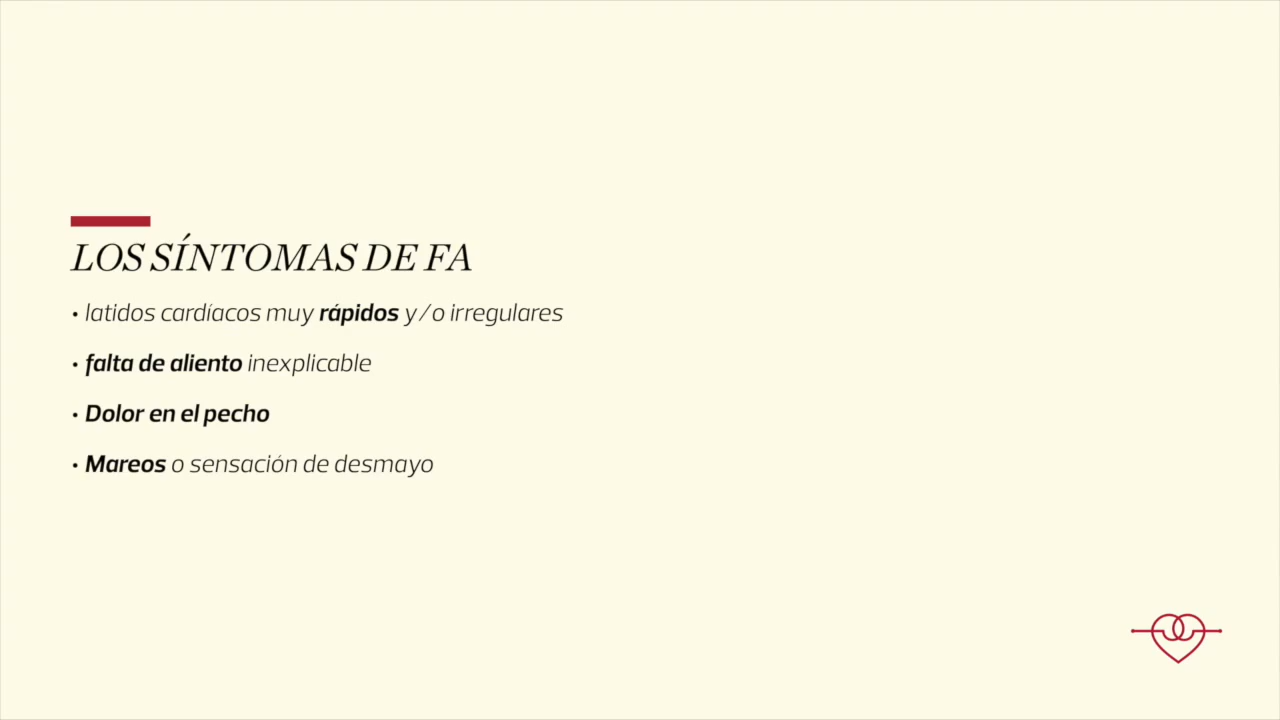 LOS SÍNTOMAS DE FA
• latidos cardíacos muy rápidos y/o irregulares
• falta de aliento inexplicable
• Dolor en el pecho
• Mareos o sensación de desmayo